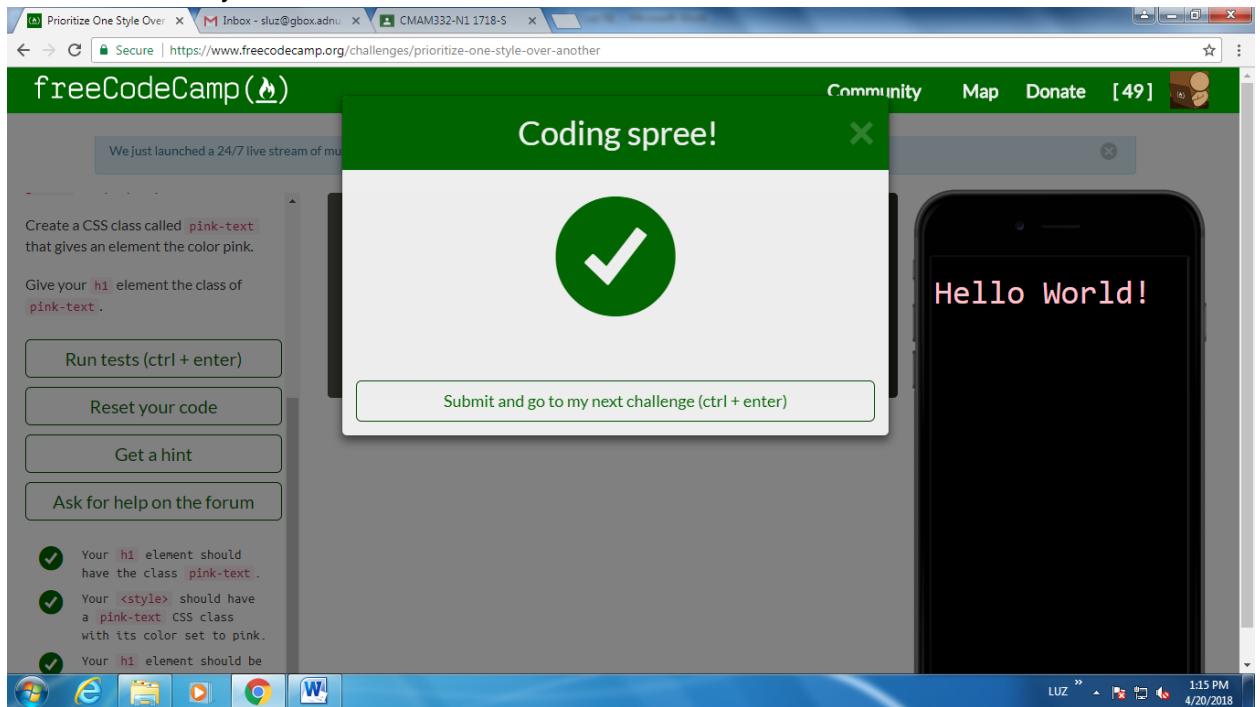 Prioritize One Style Over
Inbox - sluz@gbox.adnu
CMAM332-N1 1718-S
Secure | https://www.freecodecamp.org/challenges/prioritize-one-style-over-another
freeCodeCamp
Community Map Donate [ 49 ]
Coding spree!
We just launched a 24/7 live stream of mu
Create a CSS class called pink-text
that gives an element the color pink.
Give your h1 element the class of
pink-text .
Run tests (ctrl + enter)
Reset your code
Get a hint
Ask for help on the forum
Your h1 element should
have the class pink-text .
Your <style> should have
a pink-text CSS class
with its color set to pink.
Your h1 element should be
Submit and go to my next challenge (ctrl + enter)
Hello World!
LUZ
1:15 PM
4/20/2018